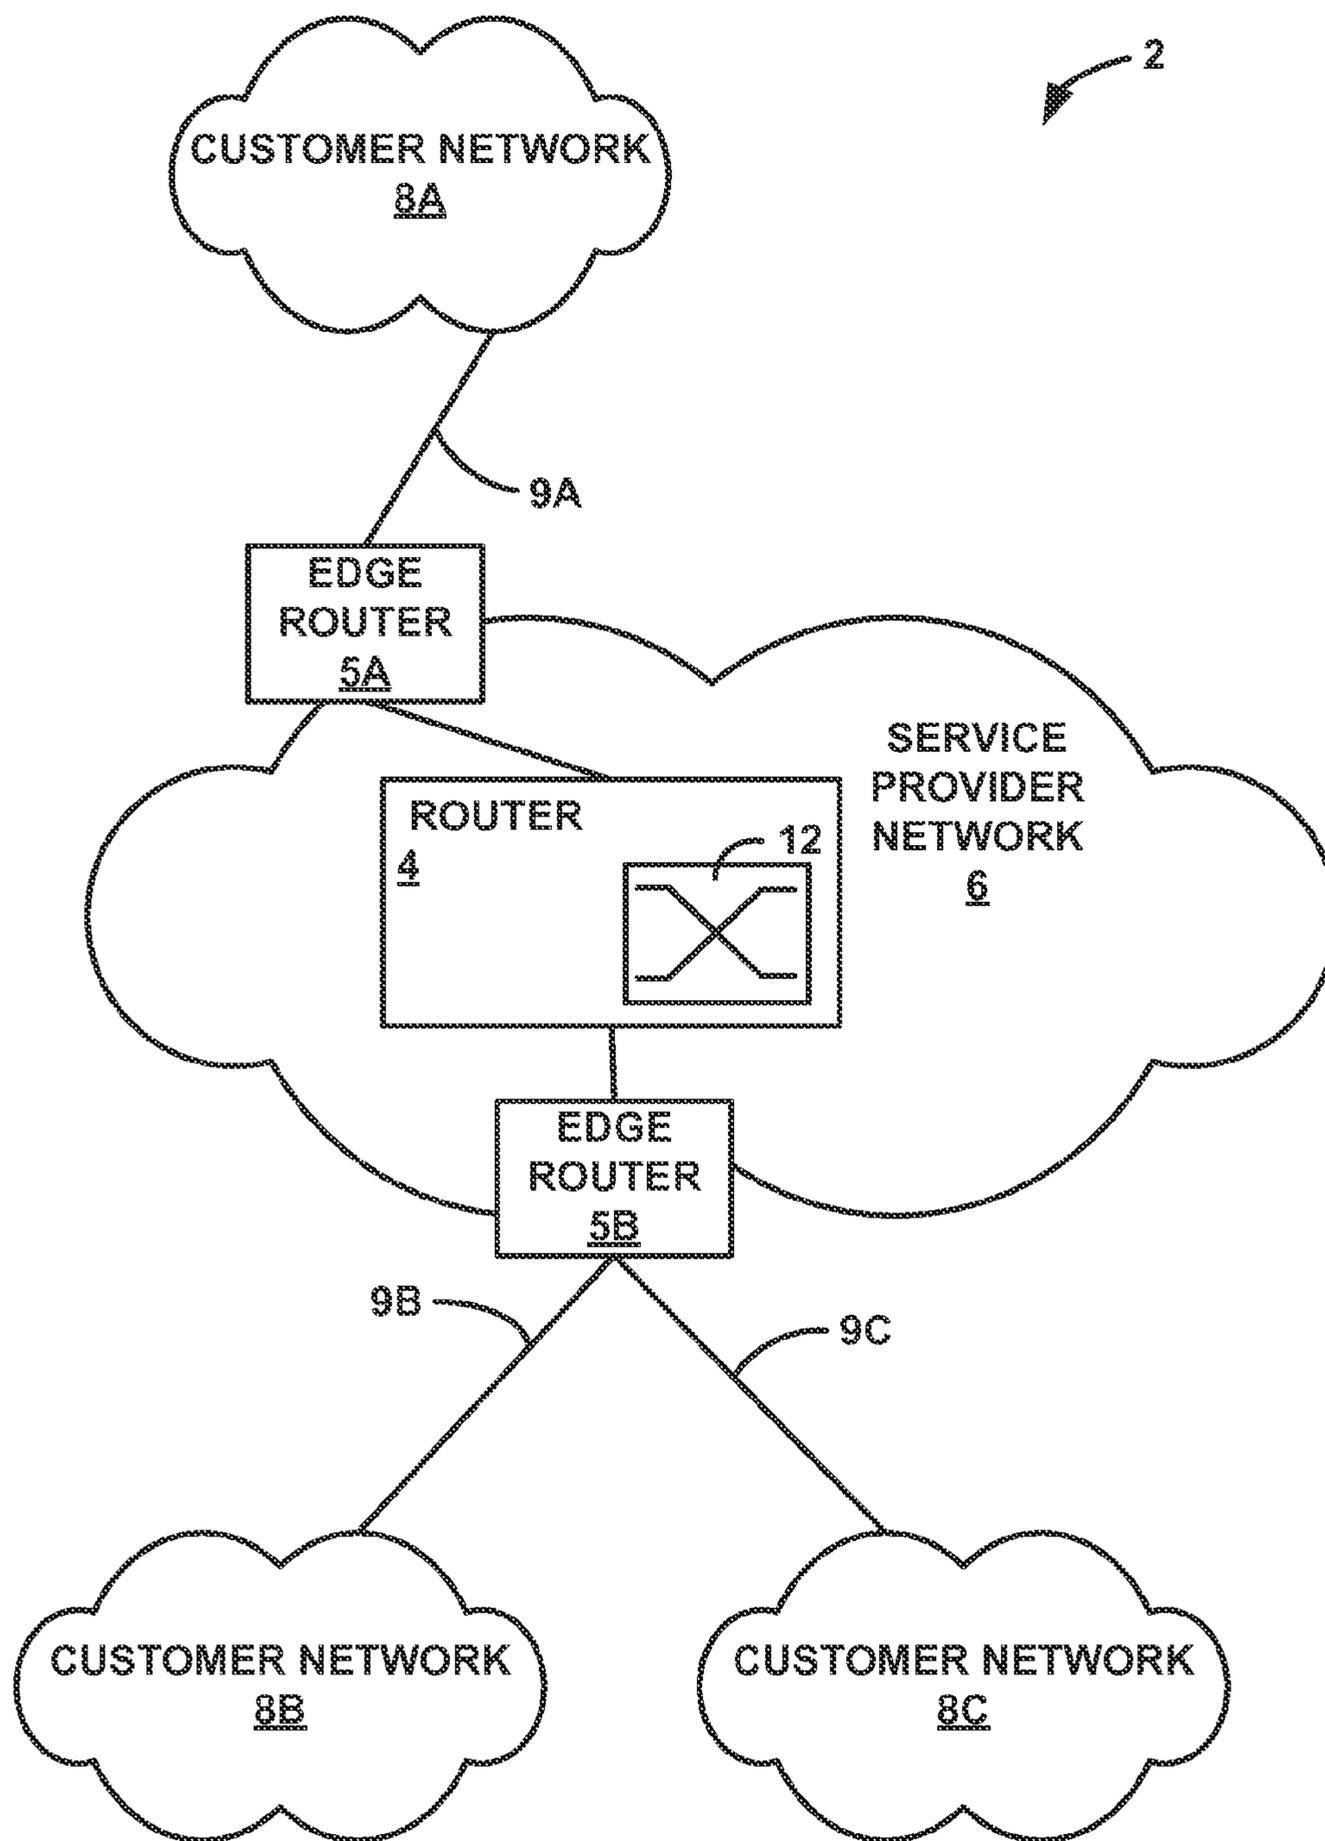 2
CUSTOMER NETWORK
8A
9A
EDGE
ROUTER
5A
SERVICE
PROVIDER
NETWORK
6
ROUTER
4
12
EDGE
ROUTER
5B
9B
9C
CUSTOMER NETWORK
8B
CUSTOMER NETWORK
8C